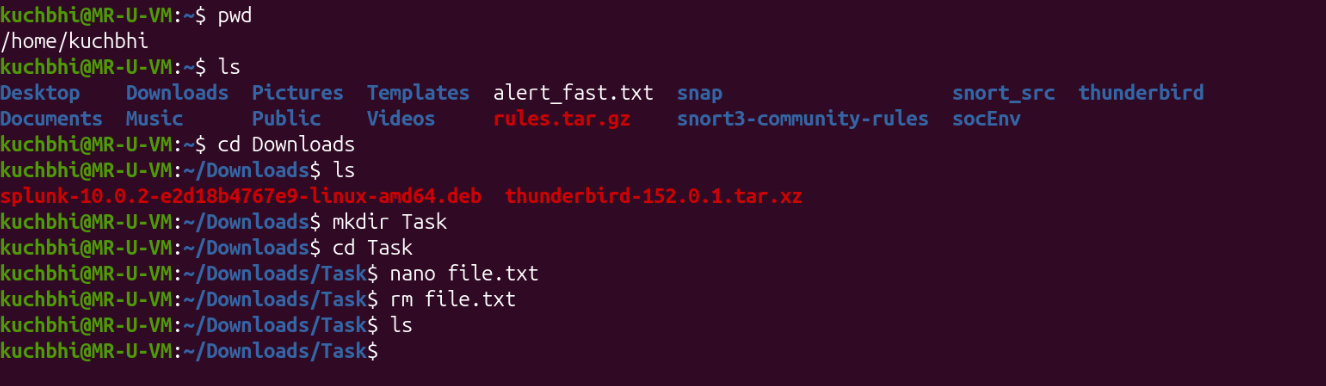 kuchbhi@MR-U-VM:~$ pwd
/home/kuchbhi
kuchbhi@MR-U-VM:~$ ls
Desktop    Downloads  Pictures  Templates  alert_fast.txt  snap                    snort_src  thunderbird
Documents  Music      Public    Videos     rules.tar.gz    snort3-community-rules  socEnv
kuchbhi@MR-U-VM:~$ cd Downloads
kuchbhi@MR-U-VM:~/Downloads$ ls
splunk-10.0.2-e2d18b4767e9-linux-amd64.deb  thunderbird-152.0.1.tar.xz
kuchbhi@MR-U-VM:~/Downloads$ mkdir Task
kuchbhi@MR-U-VM:~/Downloads$ cd Task
kuchbhi@MR-U-VM:~/Downloads/Task$ nano file.txt
kuchbhi@MR-U-VM:~/Downloads/Task$ rm file.txt
kuchbhi@MR-U-VM:~/Downloads/Task$ ls
kuchbhi@MR-U-VM:~/Downloads/Task$